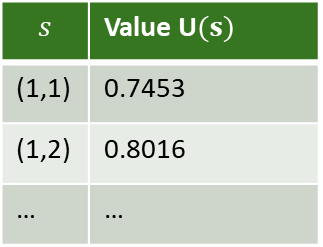 s Value U(s)
(1,1) 0.7453
(1,2) 0.8016
... ...